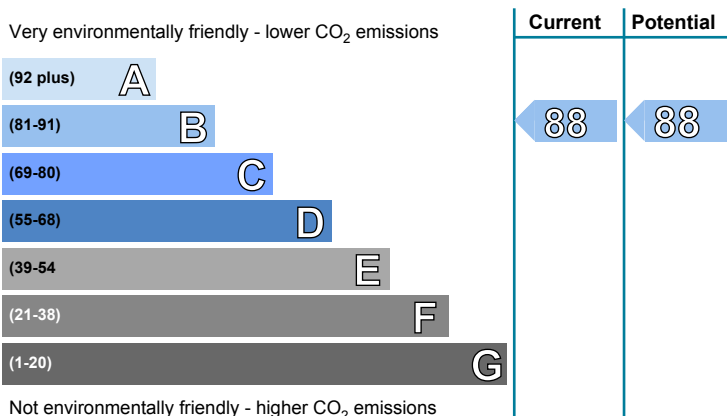 Very environmentally friendly - lower CO₂ emissions
Current
Potential
(92 plus) A
(81-91) B
88
88
(69-80) C
(55-68) D
(39-54 E
(21-38) F
(1-20) G
Not environmentally friendly - higher CO₂ emissions